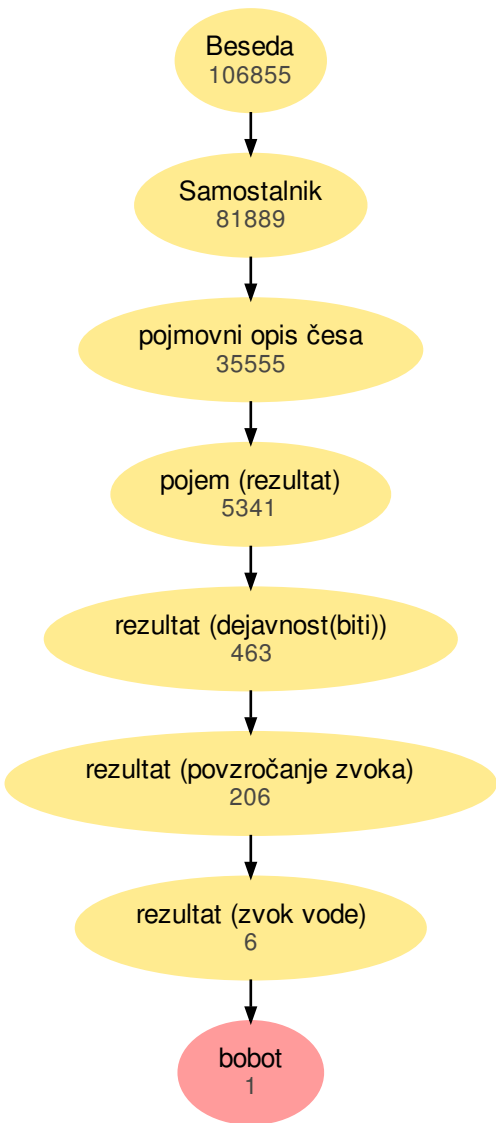 Beseda
106855
Samostalnik
81889
pojmovni opis česa
35555
pojem (rezultat)
5341
rezultat (dejavnost(biti))
463
rezultat (povzročanje zvoka)
206
rezultat (zvok vode)
6
bobot
1